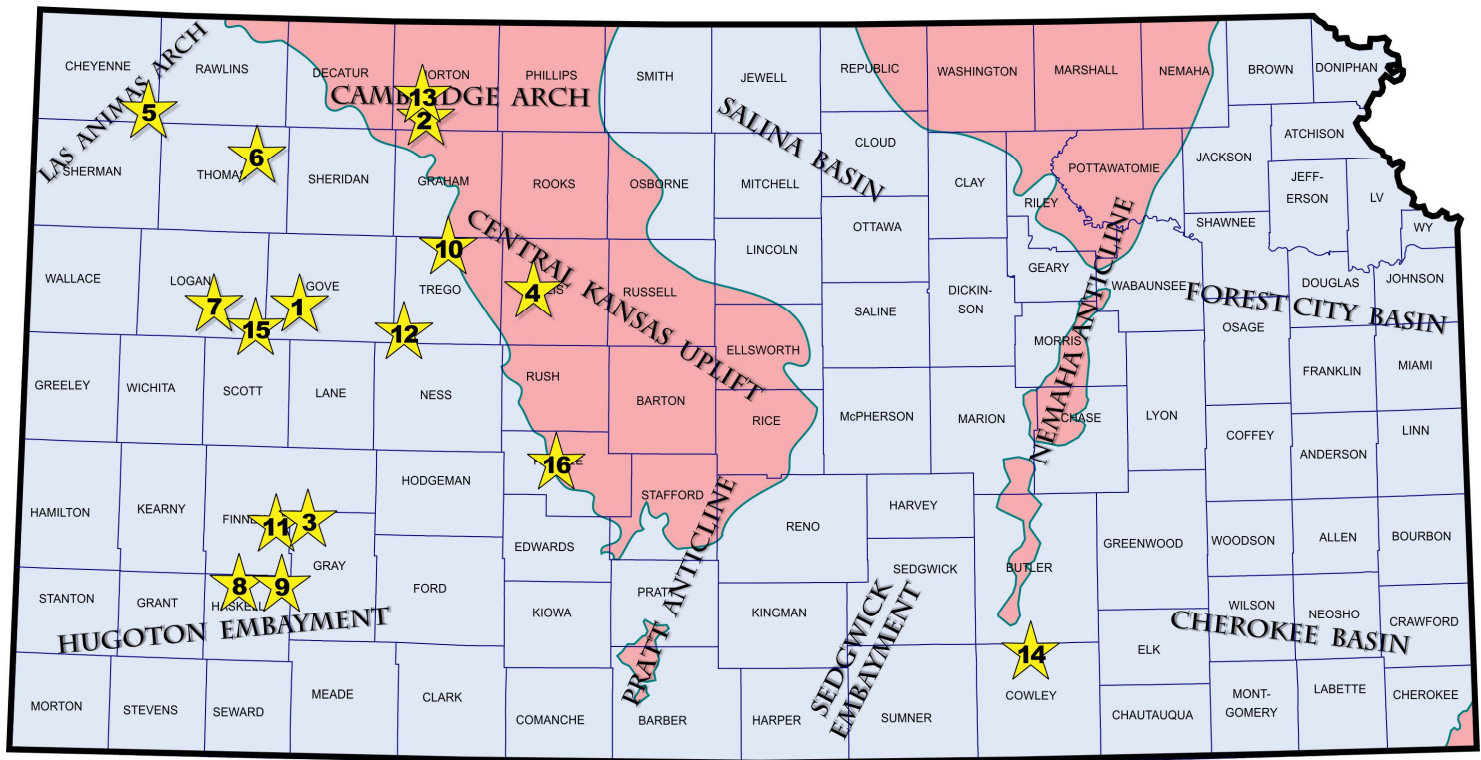 CHEYENNE
RAWLINS
DECATUR
ORTON
PHILLIPS
SMITH
JEWELL
REPUBLIC
WASHINGTON
MARSHALL
NEMAHA
BROWN
DONIPHAN
LAS ANIMAS ARCH
5
13
2
CAMB DGE ARCH
SALINA BASIN
CLOUD
ATCHISON
SHERMAN
THOMA
6
SHERIDAN
GRAHAM
ROOKS
OSBORNE
MITCHELL
CLAY
RILEY
POTTAWATOMIE
JACKSON
JEFF-
ERSON
LV
WY
OTTAWA
SHAWNEE
CENTRAL KANSAS UPLIFT
10
LINCOLN
GEARY
WABAUNSEE
WALLACE
LOGAN
7
15
1
GOVE
TREGO
12
4
IS
RUSSELL
SALINE
DICKIN-
SON
DOUGLAS
JOHNSON
FOREST CITY BASIN
OSAGE
NEMAHA ANTICLINE
MORRIS
ELLSWORTH
GREELEY
WICHITA
SCOTT
LANE
NESS
RUSH
BARTON
RICE
McPHERSON
MARION
CHASE
LYON
FRANKLIN
MIAMI
COFFEY
ANDERSON
LINN
16
E
HAMILTON
KEARNY
FINNE
11
3
HODGEMAN
STAFFORD
RENO
HARVEY
EDWARDS
GREENWOOD
WOODSON
ALLEN
BOURBON
GRAY
FORD
8
9
HASKELL
STANTON
GRANT
KIOWA
PRATT
PRATT ANTICLINE
KINGMAN
SEDGWICK
BUTLER
SEDGWICK
EMBAYMENT
WILSON
NEOSHO
CRAWFORD
HUGOTON EMBAYMENT
CHEROKEE BASIN
14
ELK
MORTON
STEVENS
SEWARD
MEADE
CLARK
COMANCHE
BARBER
HARPER
SUMNER
COWLEY
CHAUTAUQUA
MONT-
GOMERY
LABETTE
CHEROKEE